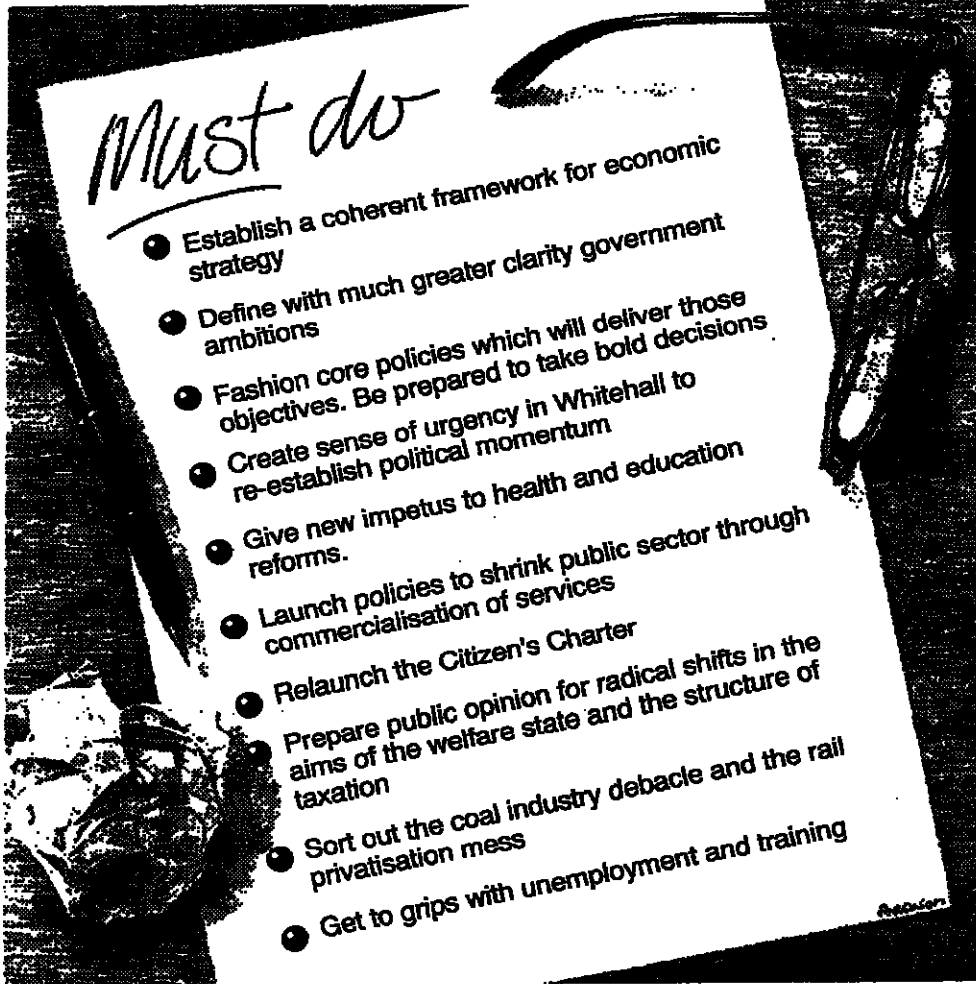 Must do
Establish a coherent framework for economic
strategy
Define with much greater clarity government
ambitions
Fashion core policies which will deliver those
objectives. Be prepared to take bold decisions
Create sense of urgency in Whitehall to
re-establish political momentum
Give new impetus to health and education
reforms.
Launch policies to shrink public sector through
commercialisation of services
Relaunch the Citizen's Charter
Prepare public opinion for radical shifts in the
aims of the welfare state and the structure of
taxation
Sort out the coal industry debacle and the rail
privatisation mess
Get to grips with unemployment and training